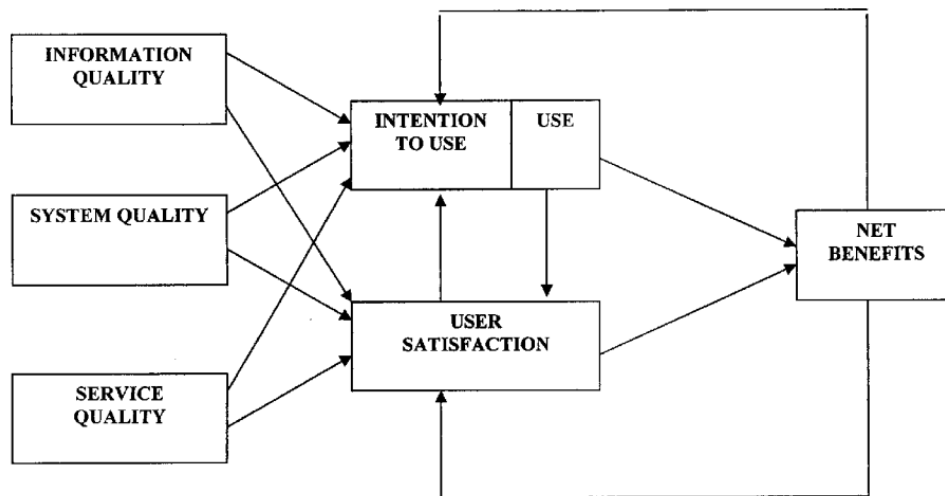 INFORMATION
QUALITY
INTENTION
TO USE
USE
SYSTEM QUALITY
NET
BENEFITS
USER
SATISFACTION
SERVICE
QUALITY